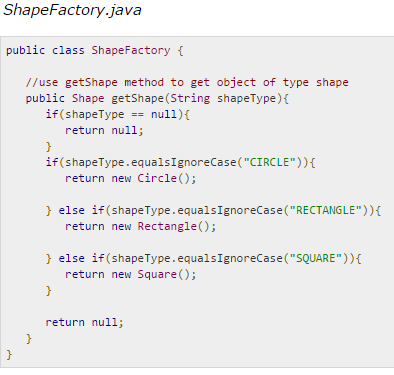 ShapeFactory.java
public class ShapeFactory {
//use getShape method to get object of type shape
public Shape getShape(String shapeType){
if(shapeType == null){
return null;
}
if(shapeType.equalsIgnoreCase("CIRCLE")){
return new Circle();
} else if(shapeType.equalsIgnoreCase("RECTANGLE")){
return new Rectangle();
} else if(shapeType.equalsIgnoreCase("SQUARE")){
return new Square();
}
return null;
}
}